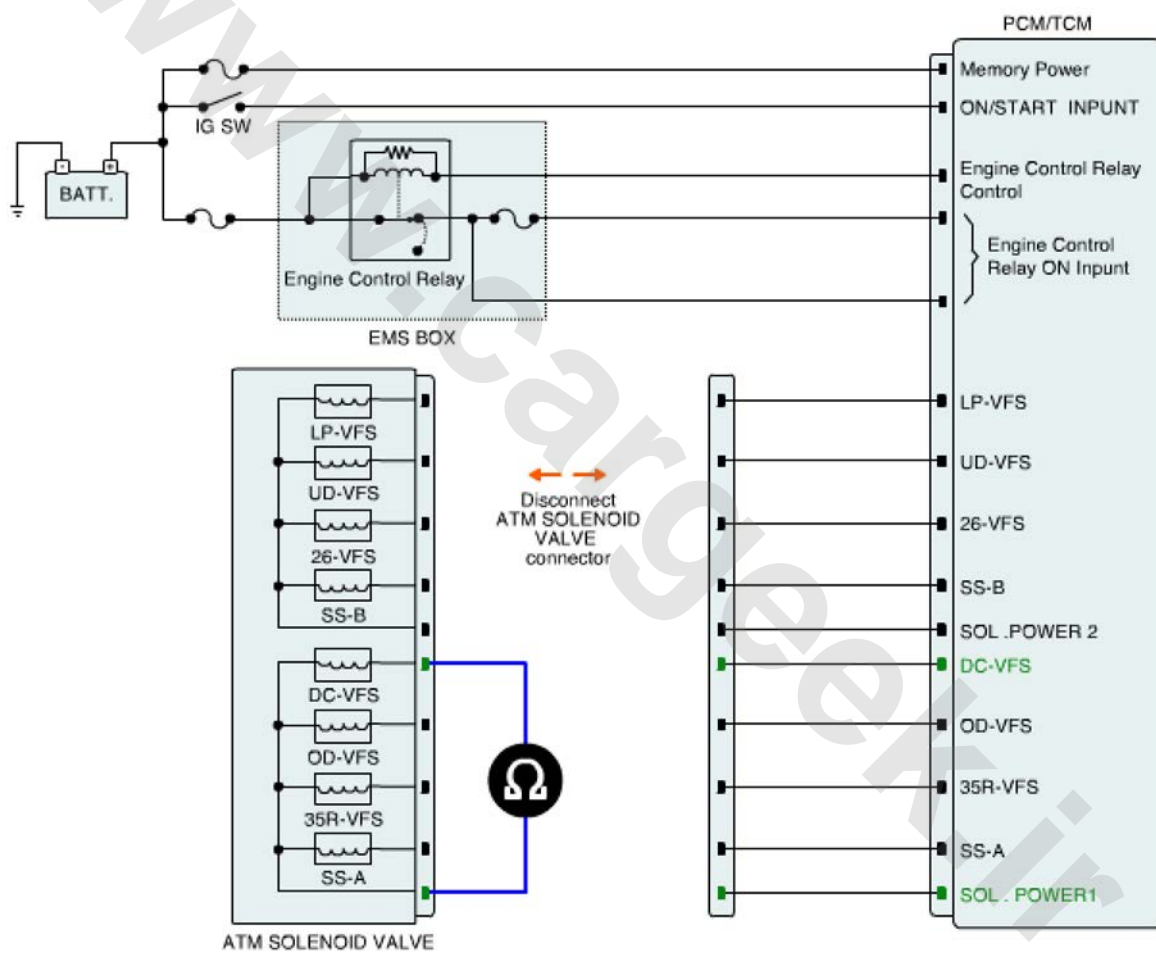 PCM/TCM
Memory Power
ON/START INPUNT
IG SW
Engine Control Relay
Control
- +
BATT.
Engine Control
Relay ON Inpunt
Engine Control Relay
EMS BOX
LP-VFS
UD-VFS
26-VFS
SS-B
DC-VFS
OD-VFS
35R-VFS
SS-A
ATM SOLENOID VALVE
Disconnect
ATM SOLENOID
VALVE
connector
Ω
LP-VFS
UD-VFS
26-VFS
SS-B
SOL .POWER 2
DC-VFS
OD-VFS
35R-VFS
SS-A
SOL . POWER1
www.cargeek.ir